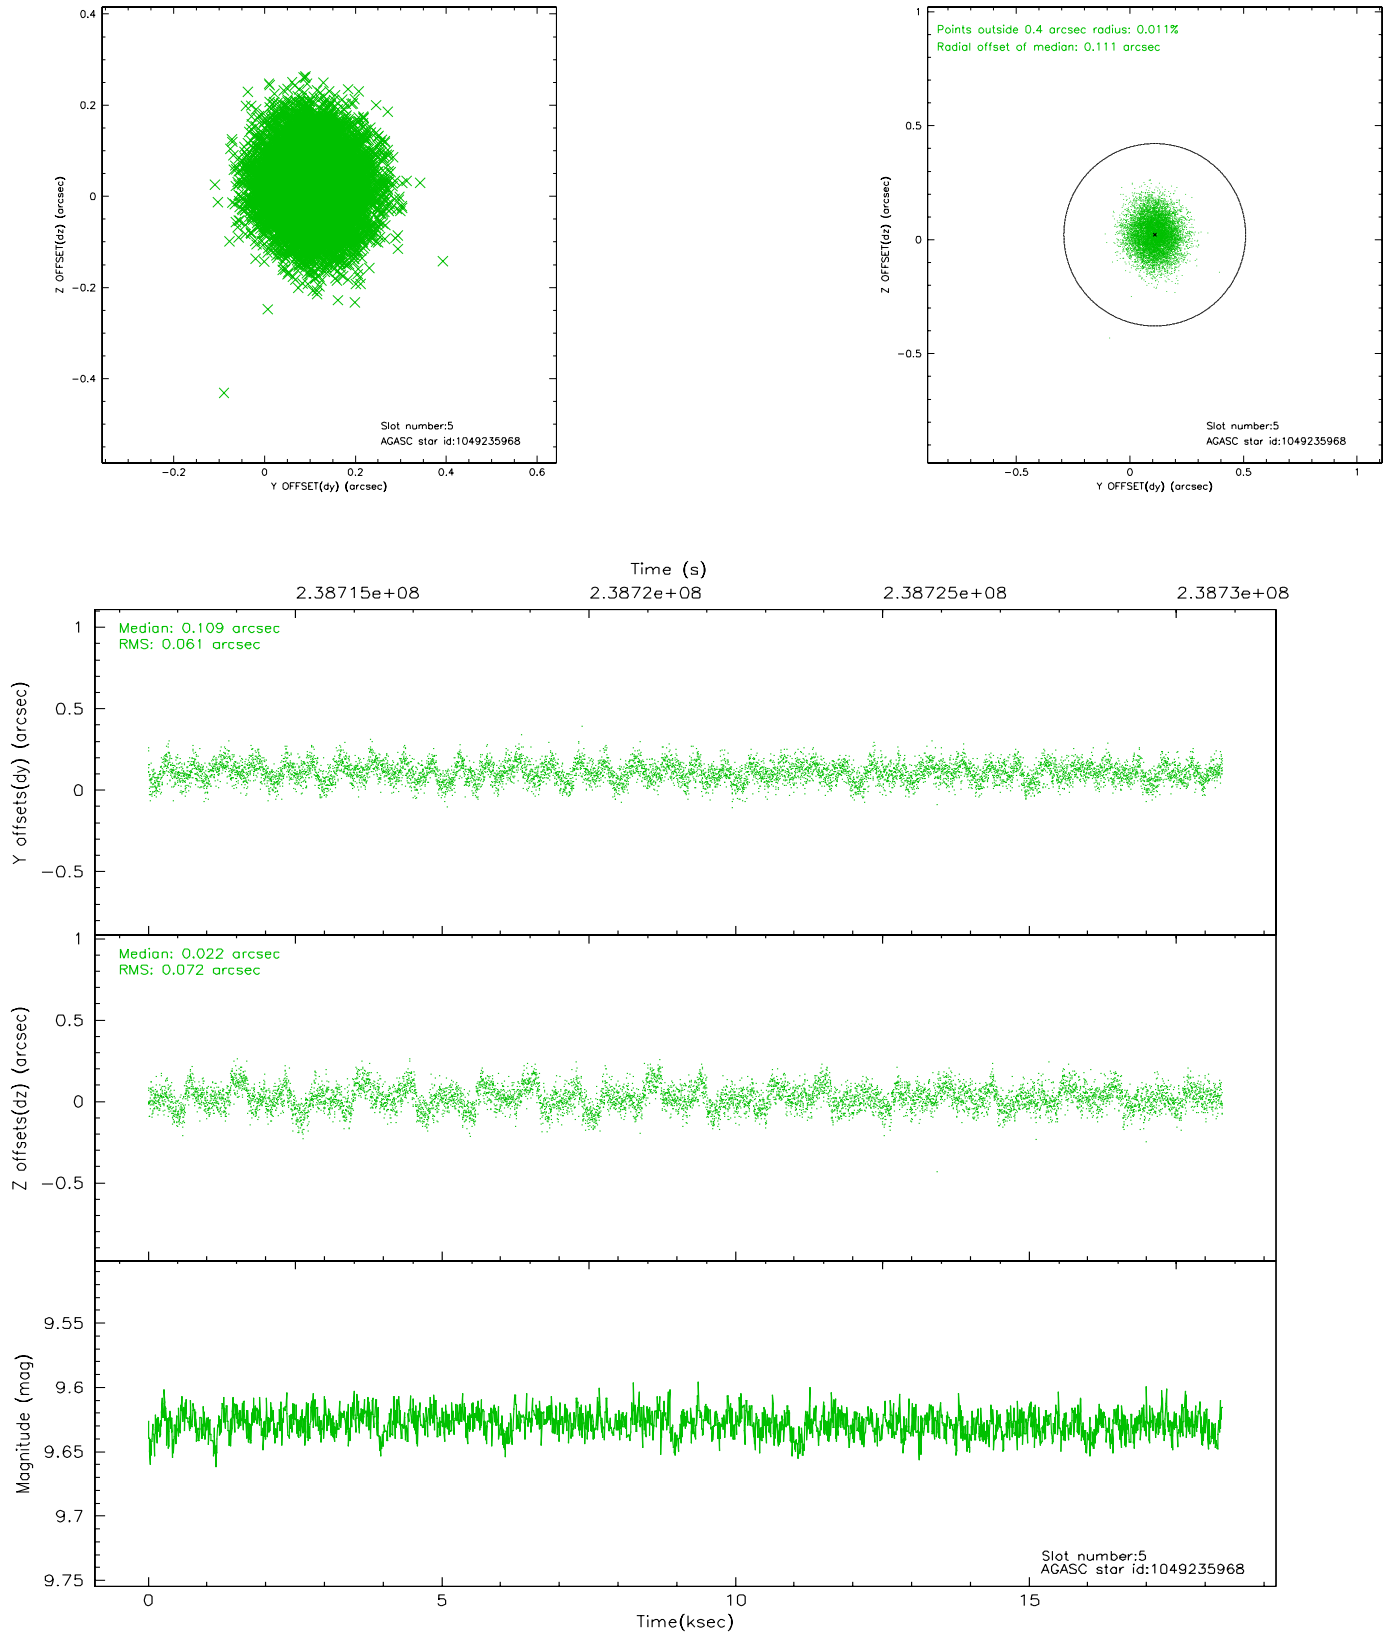 0.4
0.2
0
−0.2
−0.4
Z OFFSET(dz) (arcsec)
−0.2 0 0.2 0.4 0.6
Y OFFSET(dy) (arcsec)
Slot number:5
AGASC star id:1049235968
Points outside 0.4 arcsec radius: 0.011%
Radial offset of median: 0.111 arcsec
1
0.5
0
−0.5
Z OFFSET(dz) (arcsec)
−0.5 0 0.5 1
Y OFFSET(dy) (arcsec)
Slot number:5
AGASC star id:1049235968
Time (s)
2.38715e+08 2.3872e+08 2.38725e+08 2.3873e+08
Median: 0.109 arcsec
RMS: 0.061 arcsec
1
0.5
0
−0.5
Y offsets(dy) (arcsec)
Median: 0.022 arcsec
RMS: 0.072 arcsec
1
0.5
0
−0.5
Z offsets(dz) (arcsec)
9.55
9.6
9.65
9.7
9.75
Magnitude (mag)
Slot number:5
AGASC star id:1049235968
0 5 10 15
Time(ksec)